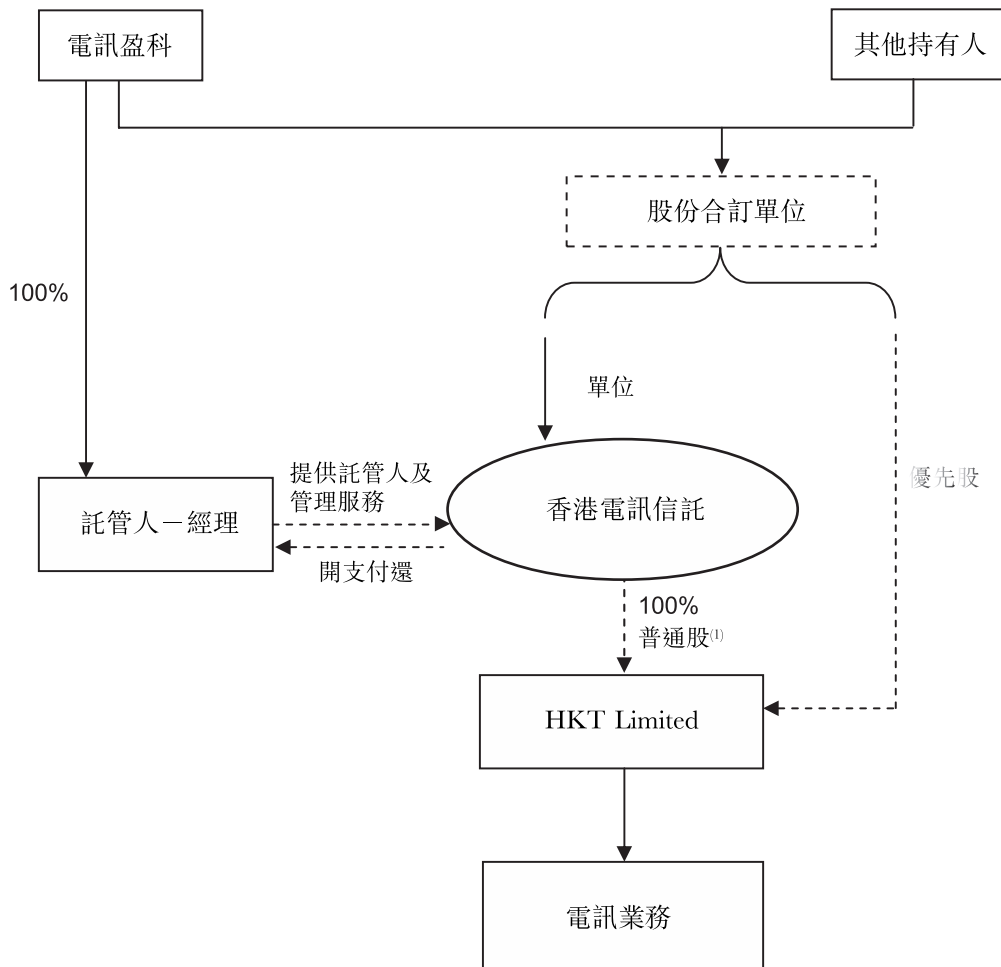 電訊盈科
其他持有人
股份合訂單位
100%
單位
提供託管人及
管理服務
優先股
託管人－經理
香港電訊信託
開支付還
100%
普通股⁽¹⁾
HKT Limited
電訊業務